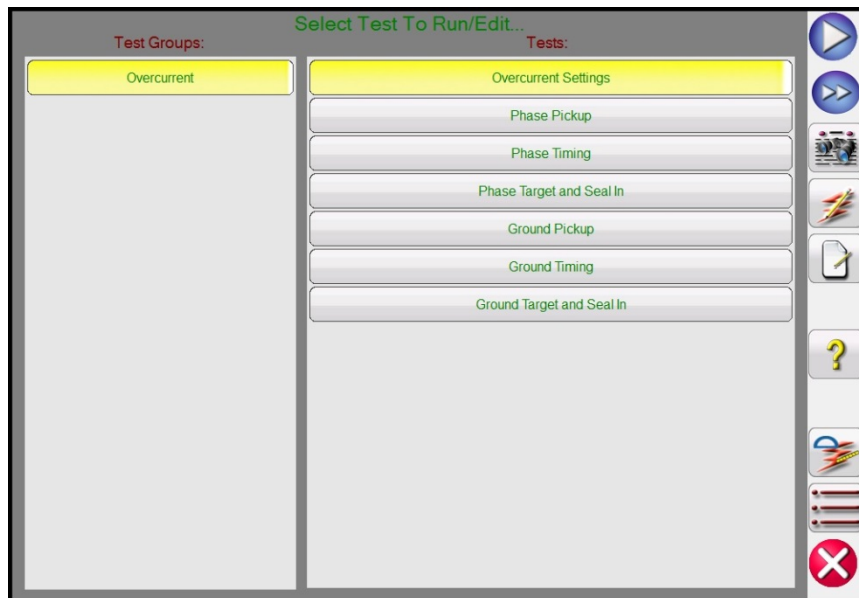 Select Test To Run/Edit...
Test Groups:
Tests:
Overcurrent
Overcurrent Settings
Phase Pickup
Phase Timing
Phase Target and Seal In
Ground Pickup
Ground Timing
Ground Target and Seal In